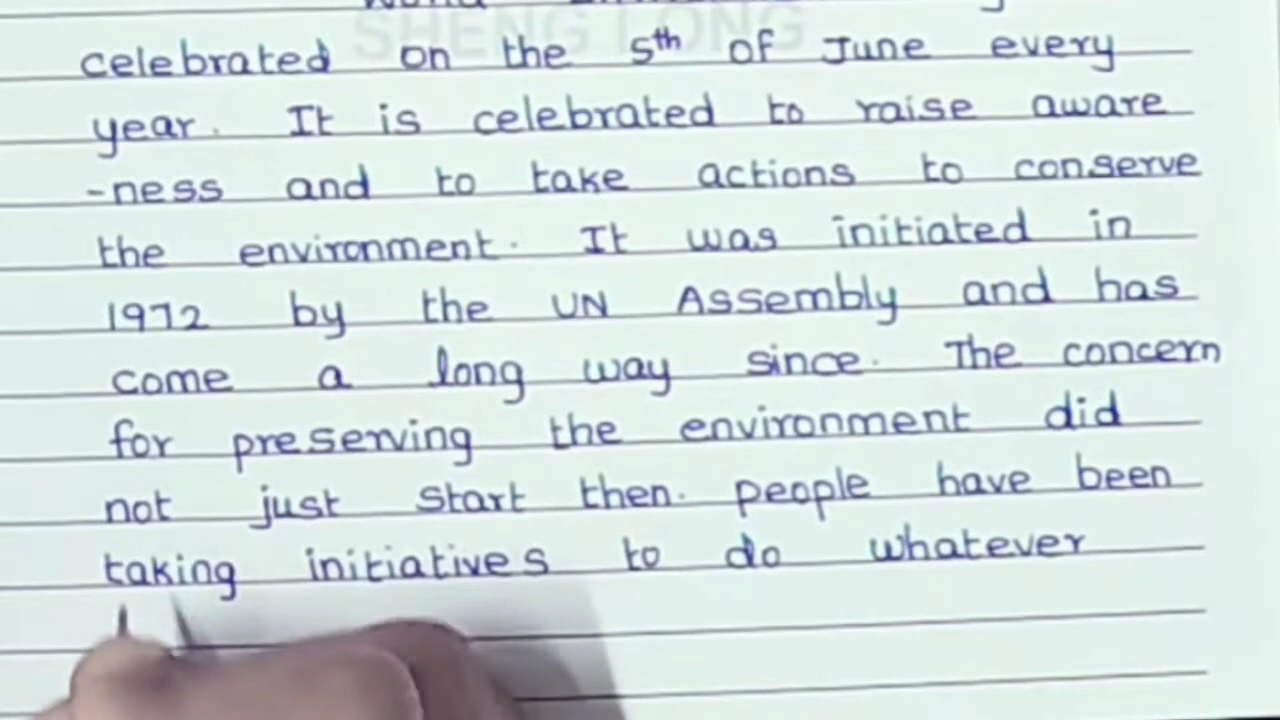 SHENG LONG
celebrated on the 5th of June every
year. It is celebrated to raise aware
-ness and to take actions to conserve
the environment. It was initiated in
1972 by the UN Assembly and has
come a long way since. The concern
for preserving the environment did
not just start then. people have been
taking initiatives to do whatever